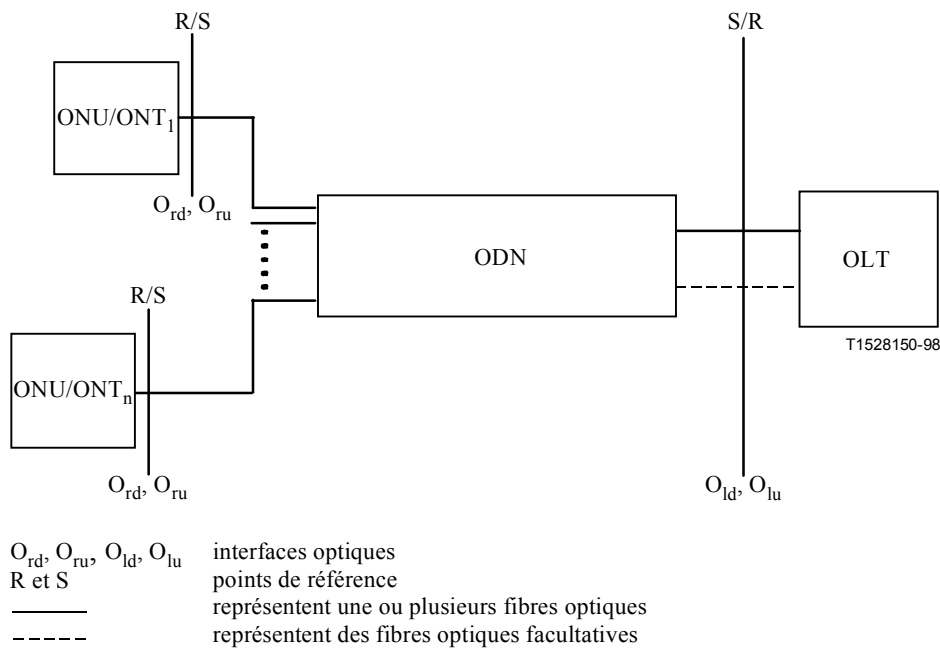 R/S
S/R
ONU/ONT1
Ord, Oru
ODN
OLT
T1528150-98
R/S
ONU/ONTn
Ord, Oru
Old, Olu
Ord, Oru, Old, Olu interfaces optiques
R et S points de référence
représentent une ou plusieurs fibres optiques
représentent des fibres optiques facultatives